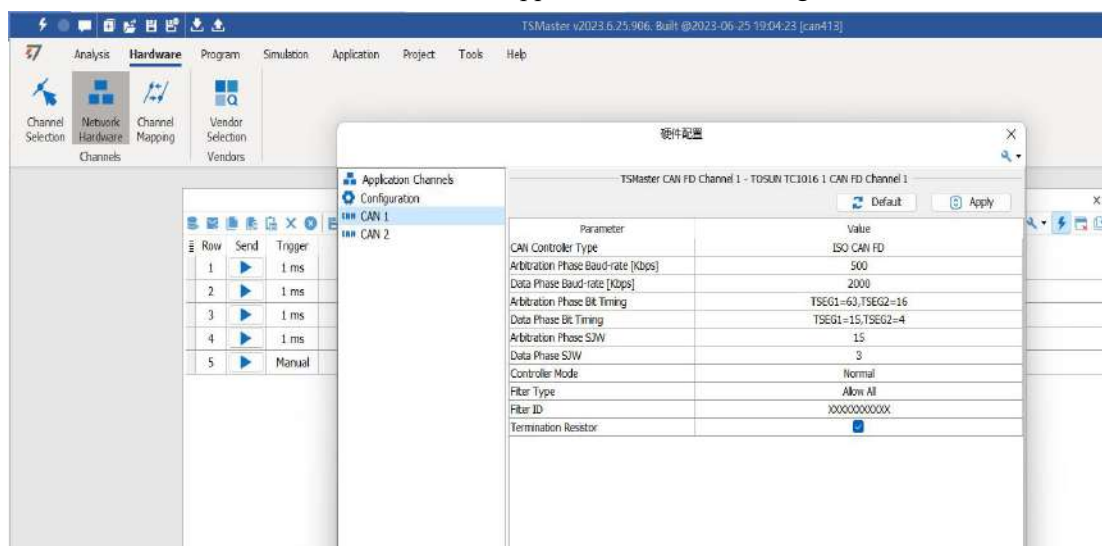 TSMaster v2023.6.25.906. Built @2023-06-25 19:04:23 [can413]
Analysis Hardware Program Simulation Application Project Tools Help
Channel Selection
Network Hardware
Channel Mapping
Vendor Selection
Channels
Vendors
硬件配置
Application Channels
Configuration
CAN 1
CAN 2
TSMaster CAN FD Channel 1 - TOSUN TC1016 1 CAN FD Channel 1
Default Apply
Parameter Value
CAN Controller Type ISO CAN FD
Arbitration Phase Baud-rate [Kbps] 500
Data Phase Baud-rate [Kbps] 2000
Arbitration Phase Bit Timing TSEG1=63,TSEG2=16
Data Phase Bit Timing TSEG1=15,TSEG2=4
Arbitration Phase SJW 15
Data Phase SJW 3
Controller Mode Normal
Filter Type Allow All
Filter ID XXXXXXXXXXX
Termination Resistor
Row Send Trigger
1 1 ms
2 1 ms
3 1 ms
4 1 ms
5 Manual